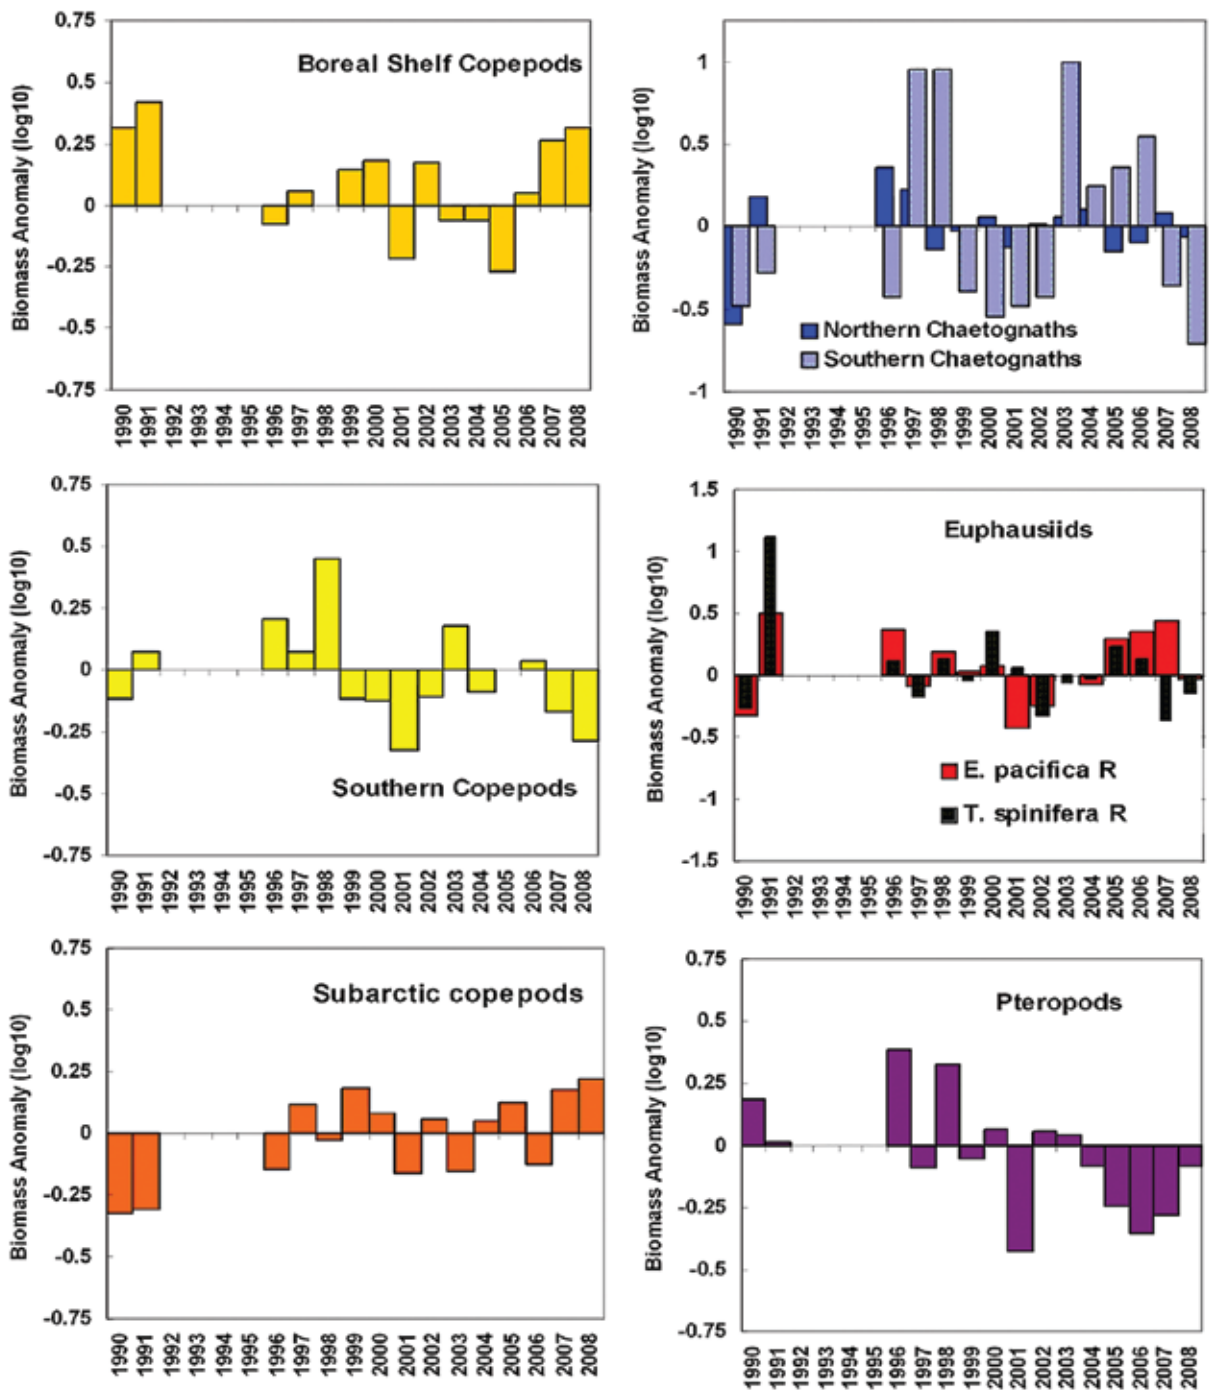 Boreal Shelf Copepods
Biomass Anomaly (log10)
0.75
0.5
0.25
0
-0.25
-0.5
-0.75
1990 1991 1992 1993 1994 1995 1996 1997 1998 1999 2000 2001 2002 2003 2004 2005 2006 2007 2008
Biomass Anomaly (log10)
1
0.5
0
-0.5
-1
Northern Chaetognaths
Southern Chaetognaths
1990 1991 1992 1993 1994 1995 1996 1997 1998 1999 2000 2001 2002 2003 2004 2005 2006 2007 2008
Biomass Anomaly (log10)
0.75
0.5
0.25
0
-0.25
-0.5
-0.75
Southern Copepods
1990 1991 1992 1993 1994 1995 1996 1997 1998 1999 2000 2001 2002 2003 2004 2005 2006 2007 2008
Euphausiids
Biomass Anomaly (log10)
1.5
1
0.5
0
-0.5
-1
-1.5
E. pacifica R
T. spinifera R
1990 1991 1992 1993 1994 1995 1996 1997 1998 1999 2000 2001 2002 2003 2004 2005 2006 2007 2008
Subarctic copepods
Biomass Anomaly (log10)
0.75
0.5
0.25
0
-0.25
-0.5
-0.75
1990 1991 1992 1993 1994 1995 1996 1997 1998 1999 2000 2001 2002 2003 2004 2005 2006 2007 2008
Pteropods
Biomass Anomaly (log10)
0.75
0.5
0.25
0
-0.25
-0.5
-0.75
1990 1991 1992 1993 1994 1995 1996 1997 1998 1999 2000 2001 2002 2003 2004 2005 2006 2007 2008